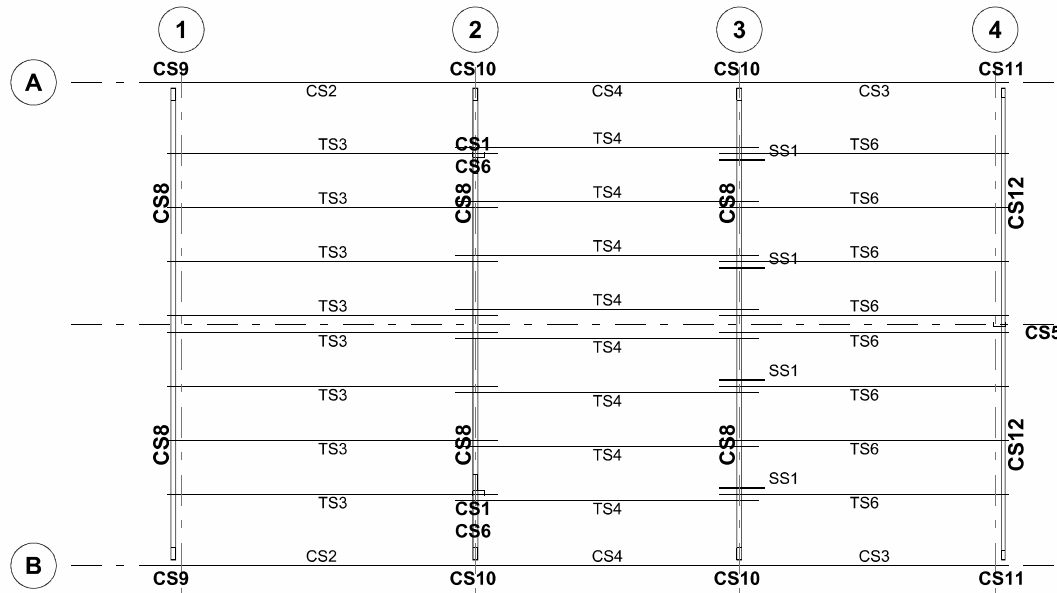 1 2 3 4
CS9 CS10 CS10 CS11
A
CS2 CS4 CS3
TS3 CS1 TS4 SS1 TS6
CS6
CS8 CS8 CS8 CS12
TS3 TS4 TS6
TS3 TS4 SS1 TS6
TS3 TS4 TS6
CS5
TS3 TS4 TS6
SS1
TS3 TS4 TS6
CS8 CS8 CS8 CS12
TS3 TS4 TS6
SS1
TS3 CS1 TS4 TS6
CS6
CS2 CS4 CS3
B
CS9 CS10 CS10 CS11